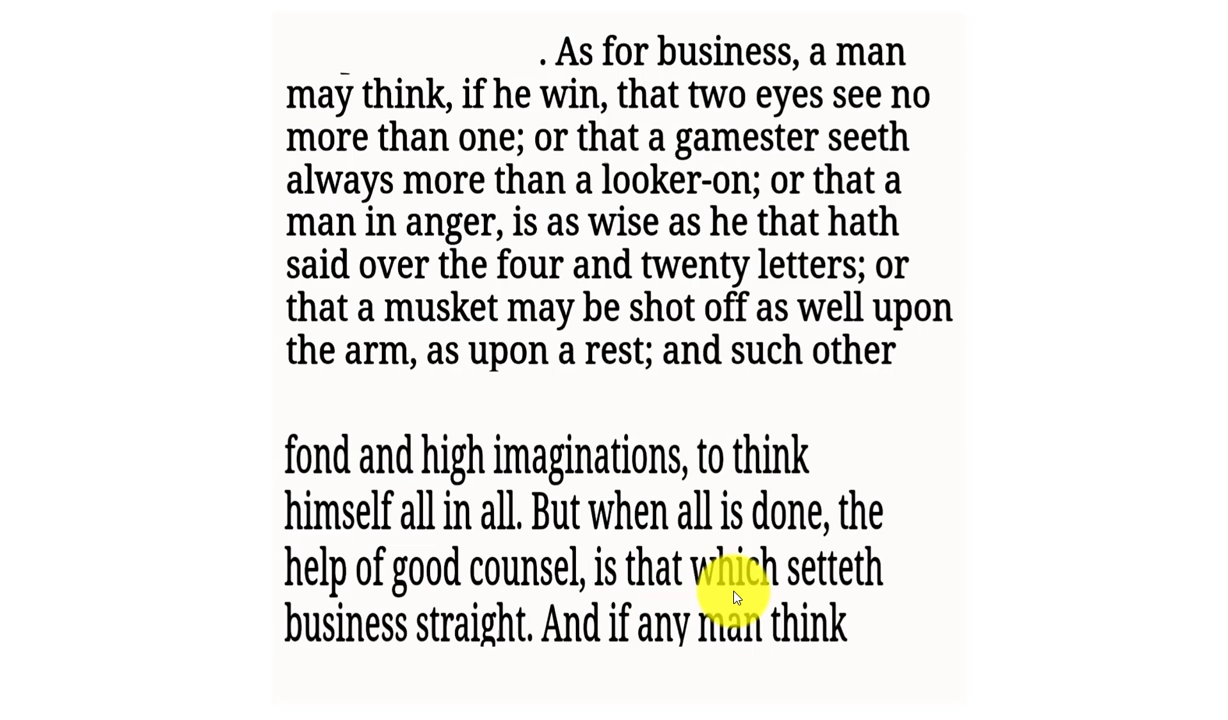 . As for business, a man
may think, if he win, that two eyes see no
more than one; or that a gamester seeth
always more than a looker-on; or that a
man in anger, is as wise as he that hath
said over the four and twenty letters; or
that a musket may be shot off as well upon
the arm, as upon a rest; and such other
fond and high imaginations, to think
himself all in all. But when all is done, the
help of good counsel, is that which setteth
business straight. And if any man think